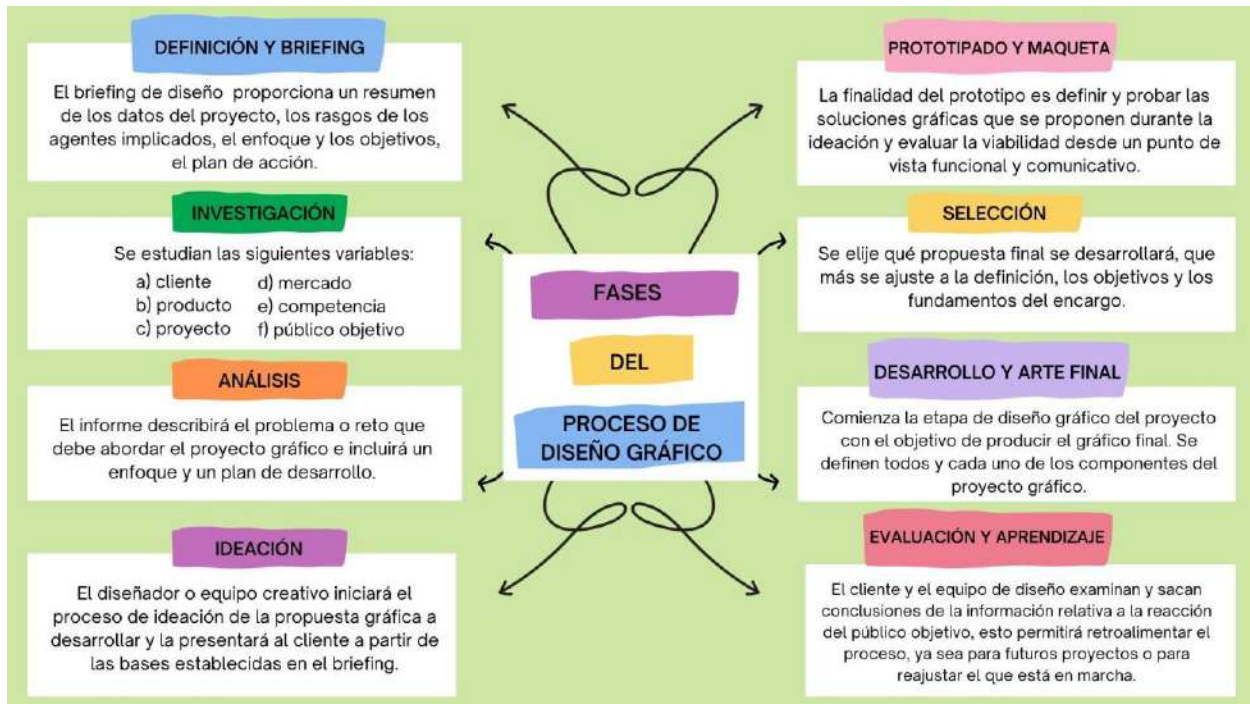 DEFINICIÓN Y BRIEFING
El briefing de diseño proporciona un resumen
de los datos del proyecto, los rasgos de los
agentes implicados, el enfoque y los objetivos,
el plan de acción.
INVESTIGACIÓN
Se estudian las siguientes variables:
a) cliente d) mercado
b) producto e) competencia
c) proyecto f) público objetivo
ANÁLISIS
El informe describirá el problema o reto que
debe abordar el proyecto gráfico e incluirá un
enfoque y un plan de desarrollo.
IDEACIÓN
El diseñador o equipo creativo iniciará el
proceso de ideación de la propuesta gráfica a
desarrollar y la presentará al cliente a partir de
las bases establecidas en el briefing.
FASES
DEL
PROCESO DE
DISEÑO GRÁFICO
PROTOTIPADO Y MAQUETA
La finalidad del prototipo es definir y probar las
soluciones gráficas que se proponen durante la
ideación y evaluar la viabilidad desde un punto de
vista funcional y comunicativo.
SELECCIÓN
Se elije qué propuesta final se desarrollará, que
más se ajuste a la definición, los objetivos y los
fundamentos del encargo.
DESARROLLO Y ARTE FINAL
Comienza la etapa de diseño gráfico del proyecto
con el objetivo de producir el gráfico final. Se
definen todos y cada uno de los componentes del
proyecto gráfico.
EVALUACIÓN Y APRENDIZAJE
El cliente y el equipo de diseño examinan y sacan
conclusiones de la información relativa a la reacción
del público objetivo, esto permitirá retroalimentar el
proceso, ya sea para futuros proyectos o para
reajustar el que está en marcha.